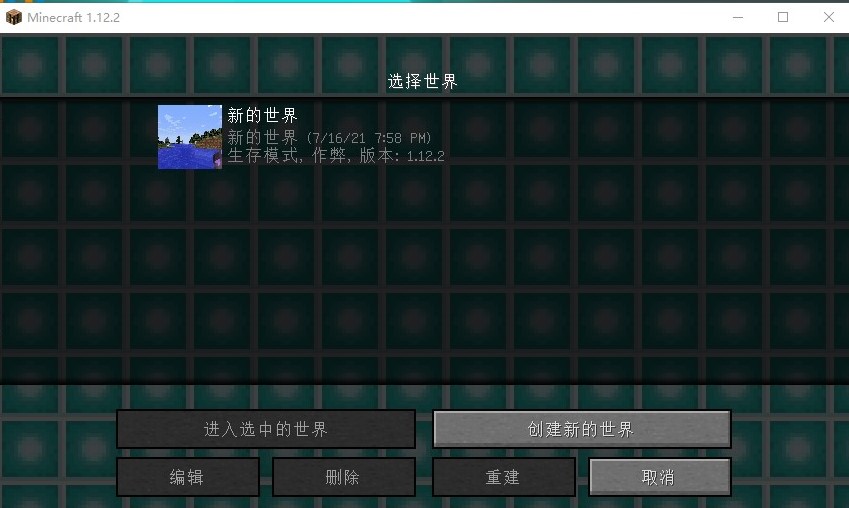 Minecraft 1.12.2
选择世界
新的世界
新的世界 (7/16/21 7:58 PM)
生存模式, 作弊, 版本: 1.12.2
进入选中的世界
创建新的世界
编辑
删除
重建
取消